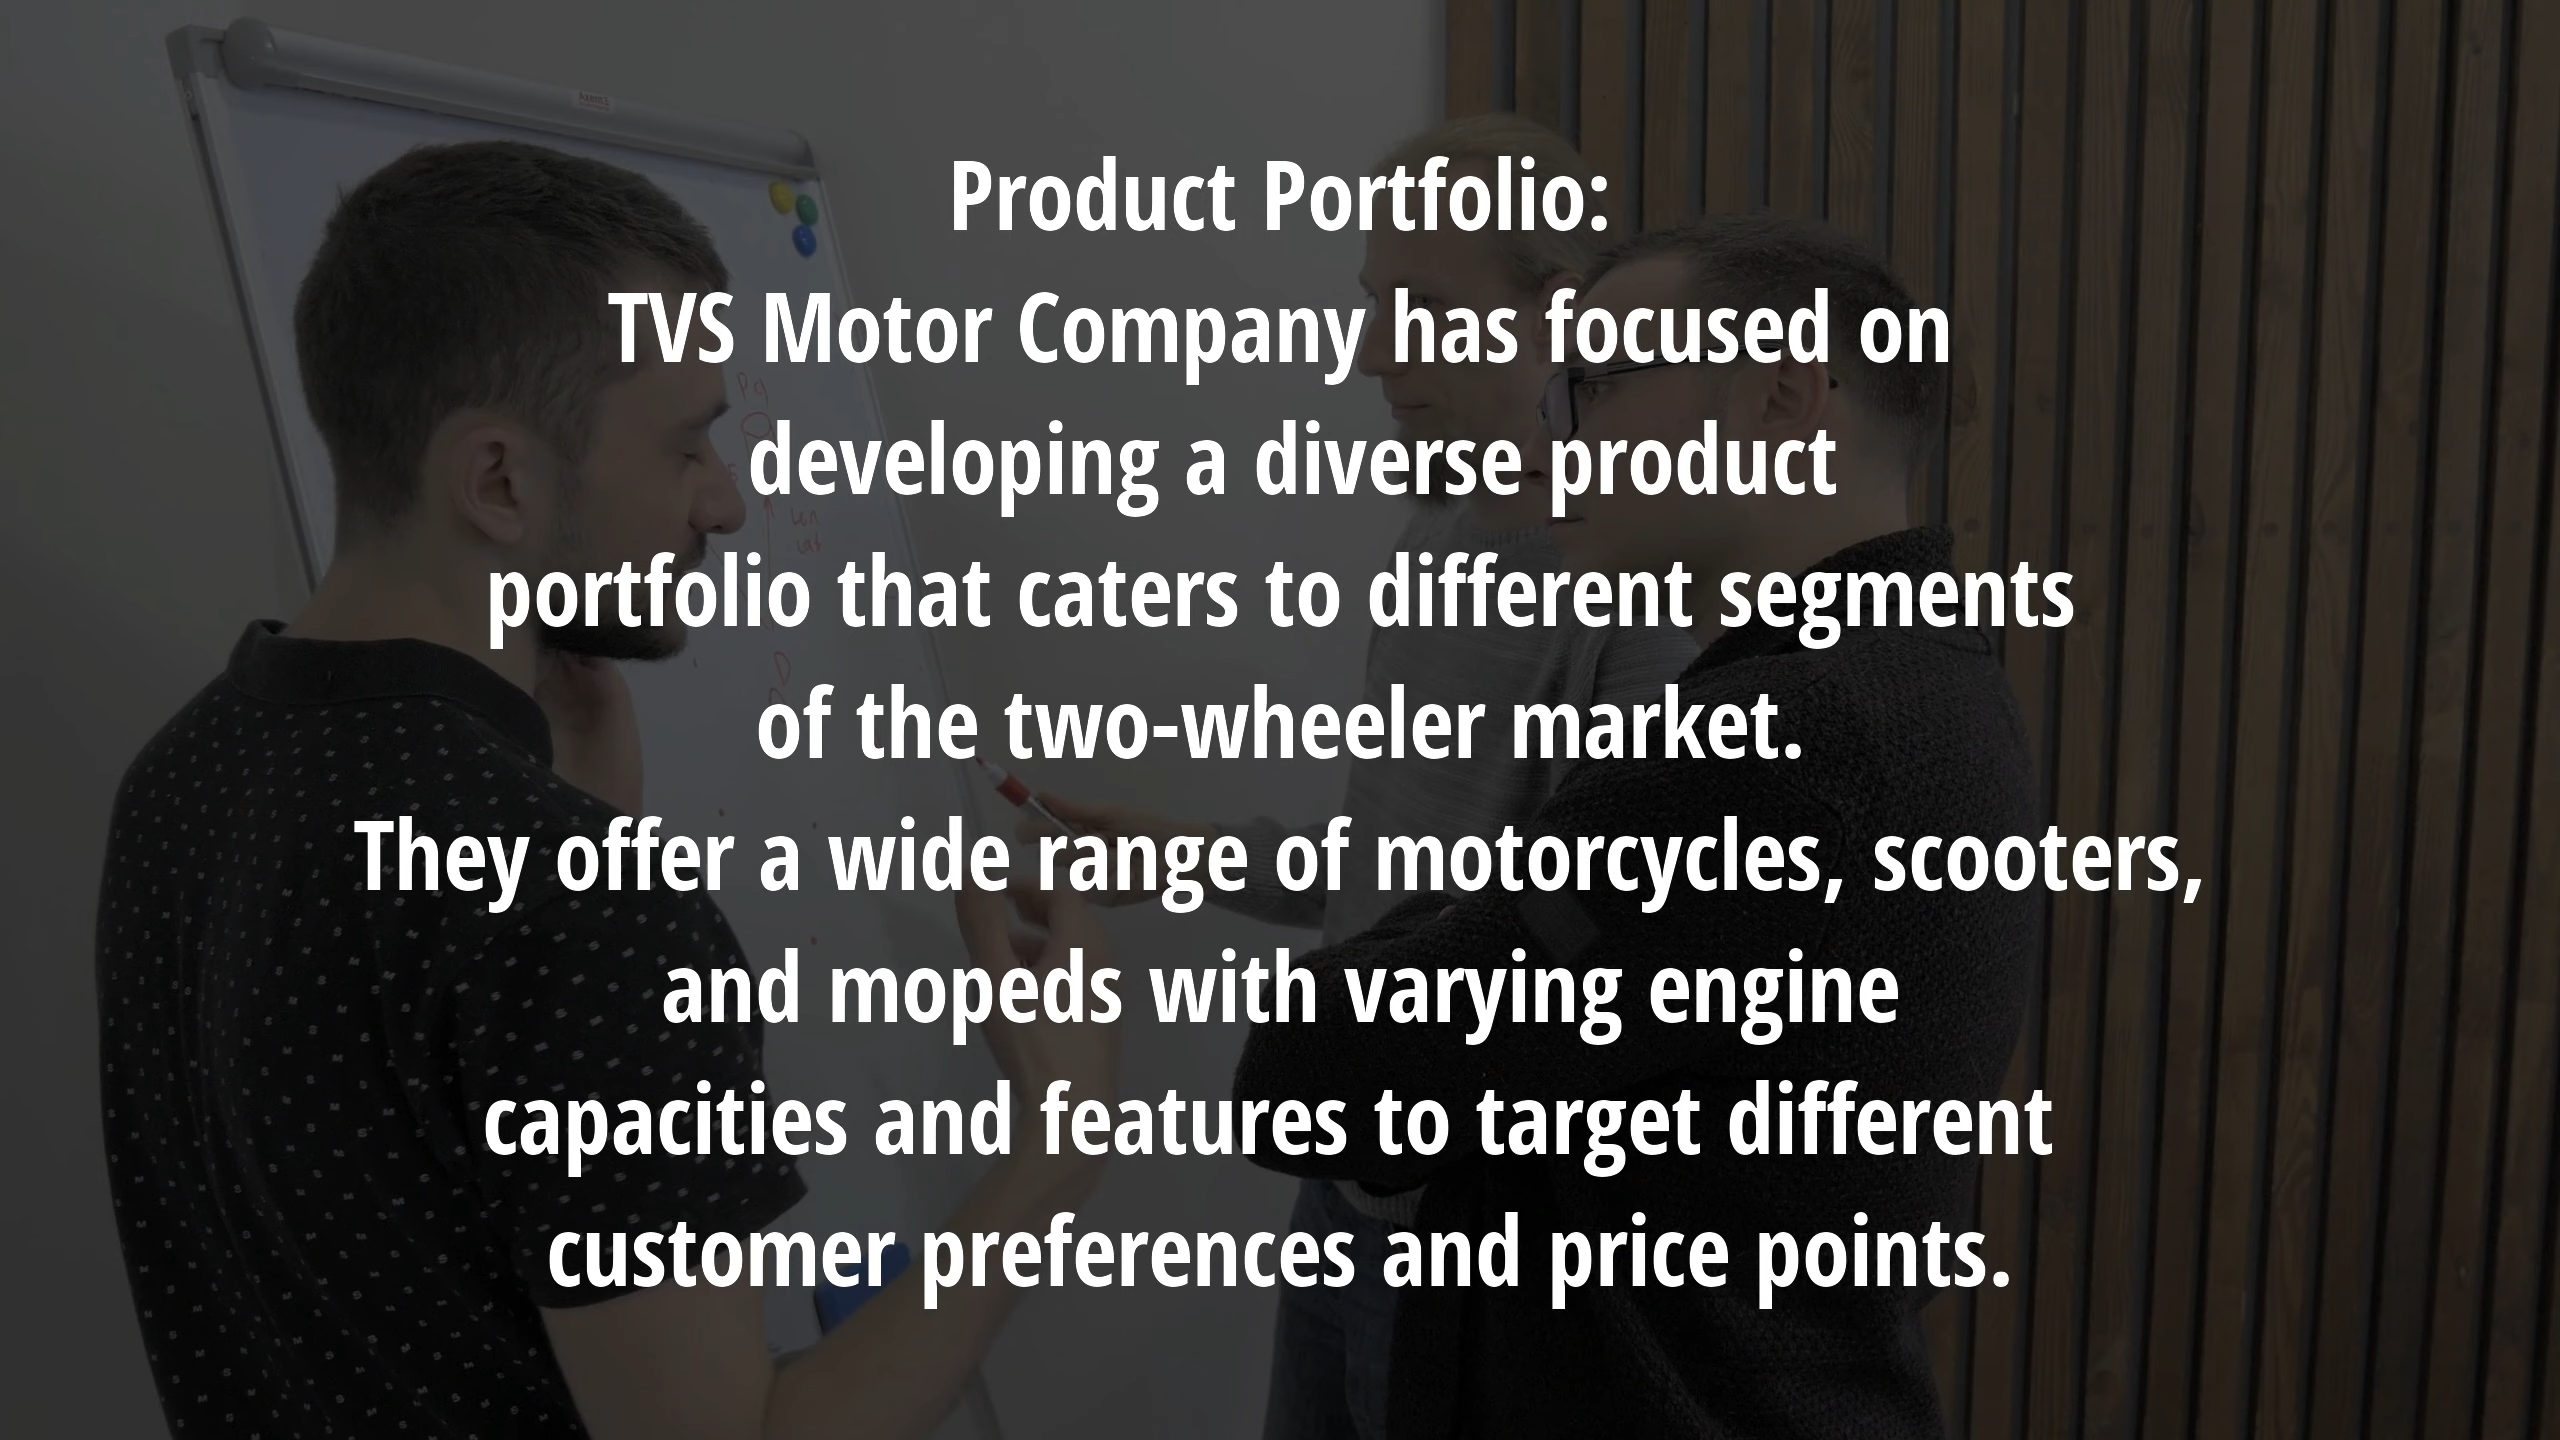 Product Portfolio:
TVS Motor Company has focused on
developing a diverse product
portfolio that caters to different segments
of the two-wheeler market.
They offer a wide range of motorcycles, scooters,
and mopeds with varying engine
capacities and features to target different
customer preferences and price points.